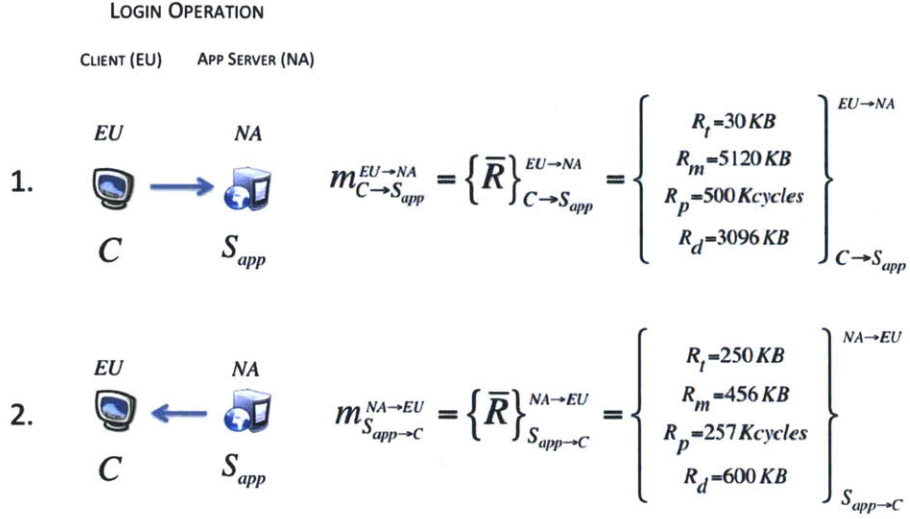 LOGIN OPERATION
CLIENT (EU) APP SERVER (NA)
1.
EU NA
C S_app
m_{C→S_app}^{EU→NA} = {R̅}_{C→S_app}^{EU→NA} = {
R_t=30 KB
R_m=5120 KB
R_p=500 Kcycles
R_d=3096 KB
}_{C→S_app}^{EU→NA}
2.
EU NA
C S_app
m_{S_app→C}^{NA→EU} = {R̅}_{S_app→C}^{NA→EU} = {
R_t=250 KB
R_m=456 KB
R_p=257 Kcycles
R_d=600 KB
}_{S_app→C}^{NA→EU}